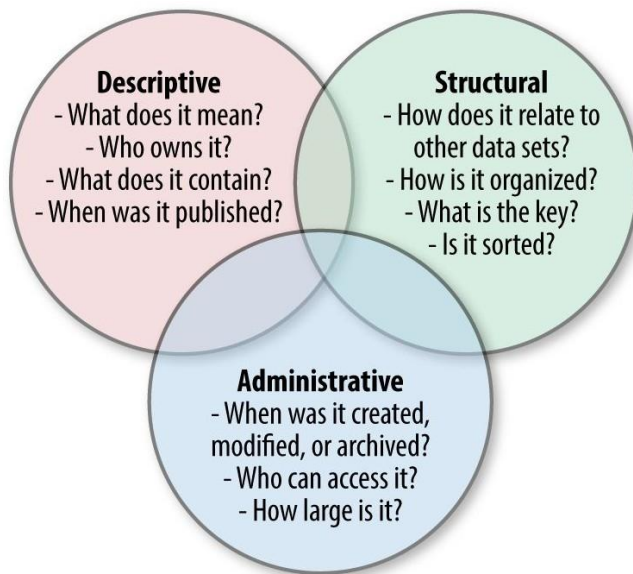 Descriptive
- What does it mean?
- Who owns it?
- What does it contain?
- When was it published?
Structural
- How does it relate to
other data sets?
- How is it organized?
- What is the key?
- Is it sorted?
Administrative
- When was it created,
modified, or archived?
- Who can access it?
- How large is it?